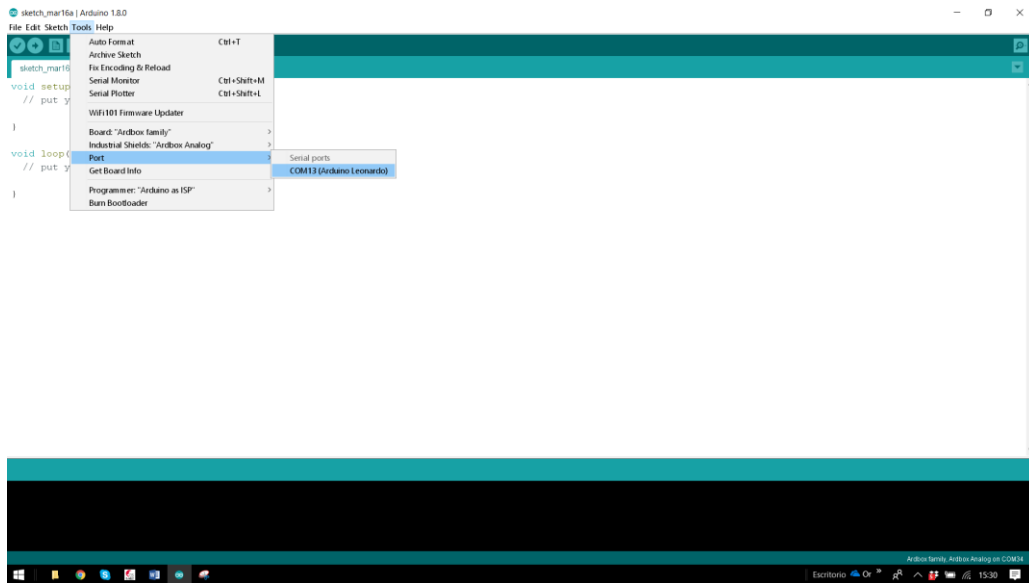 sketch_mar16a | Arduino 1.8.0
File Edit Sketch Tools Help
sketch_mar16
void setup
// put y
}
void loop(
// put y
}
Auto Format Ctrl+T
Archive Sketch
Fix Encoding & Reload
Serial Monitor Ctrl+Shift+M
Serial Plotter Ctrl+Shift+L
WiFi101 Firmware Updater
Board: "Ardbox family"
Industrial Shields: "Ardbox Analog"
Port
Get Board Info
Programmer: "Arduino as ISP"
Burn Bootloader
Serial ports
COM13 (Arduino Leonardo)
Ardbox family, Ardbox Analog on COM34
Escritorio Or 15:30